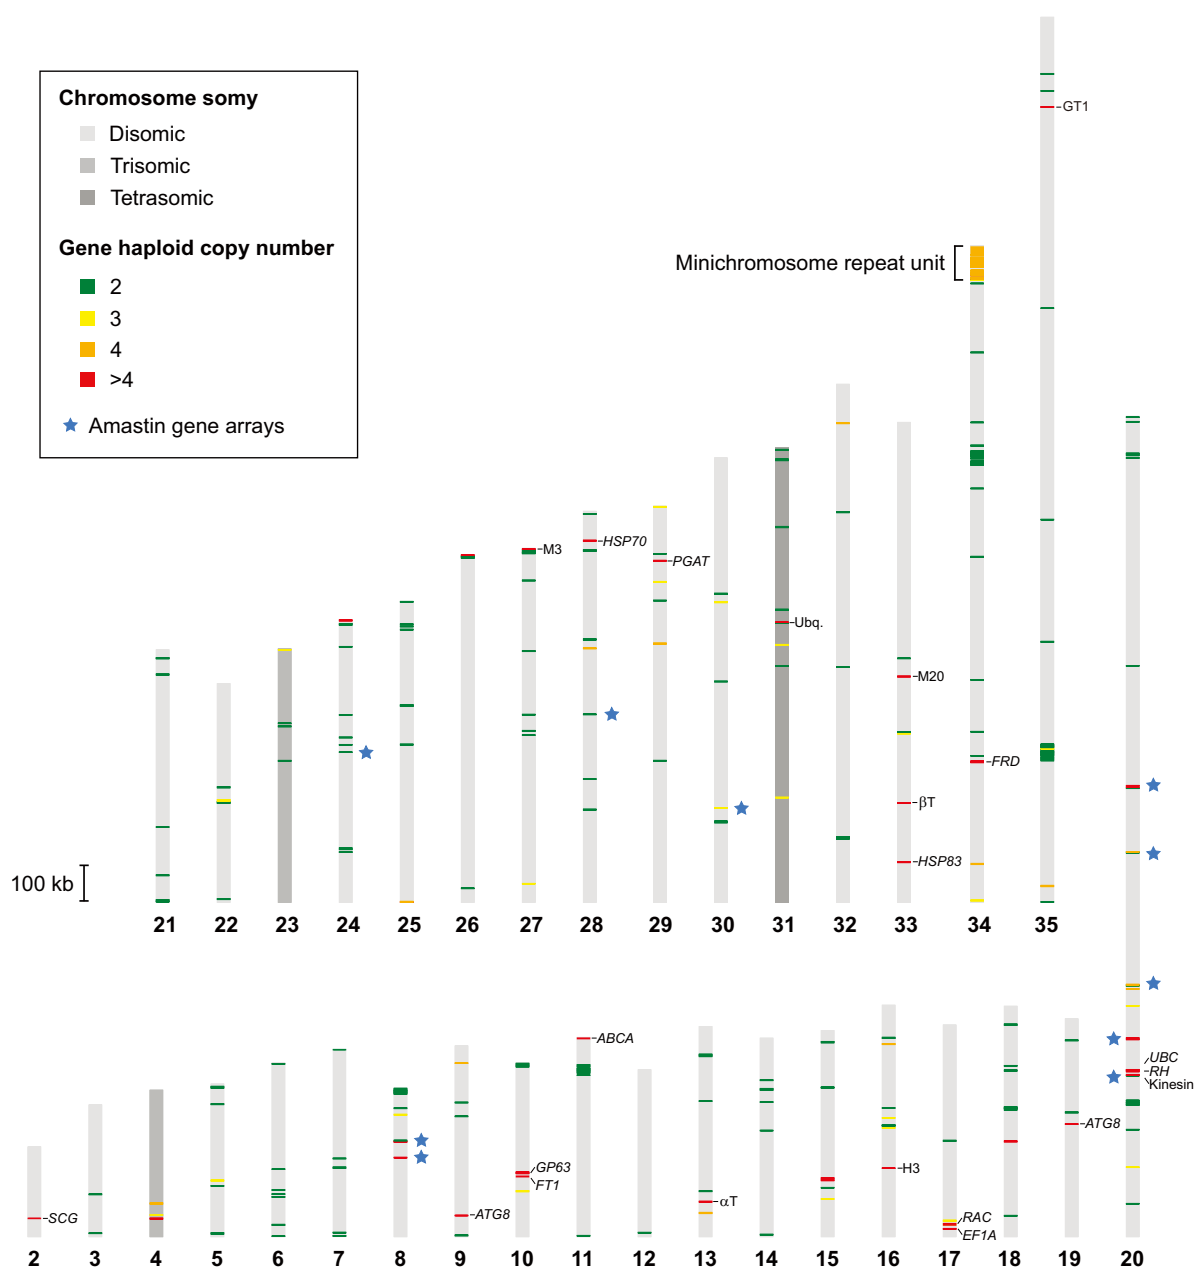 Chromosome somy
Disomic
Trisomic
Tetrasomic
Gene haploid copy number
2
3
4
>4
Amastin gene arrays
GT1
Minichromosome repeat unit
M3
HSP70
PGAT
Ubq.
M20
FRD
βT
HSP83
100 kb
21 22 23 24 25 26 27 28 29 30 31 32 33 34 35
ABCA
UBC
RH
Kinesin
ATG8
GP63
FT1
H3
αT
SCG
ATG8
RAC
EF1A
2 3 4 5 6 7 8 9 10 11 12 13 14 15 16 17 18 19 20